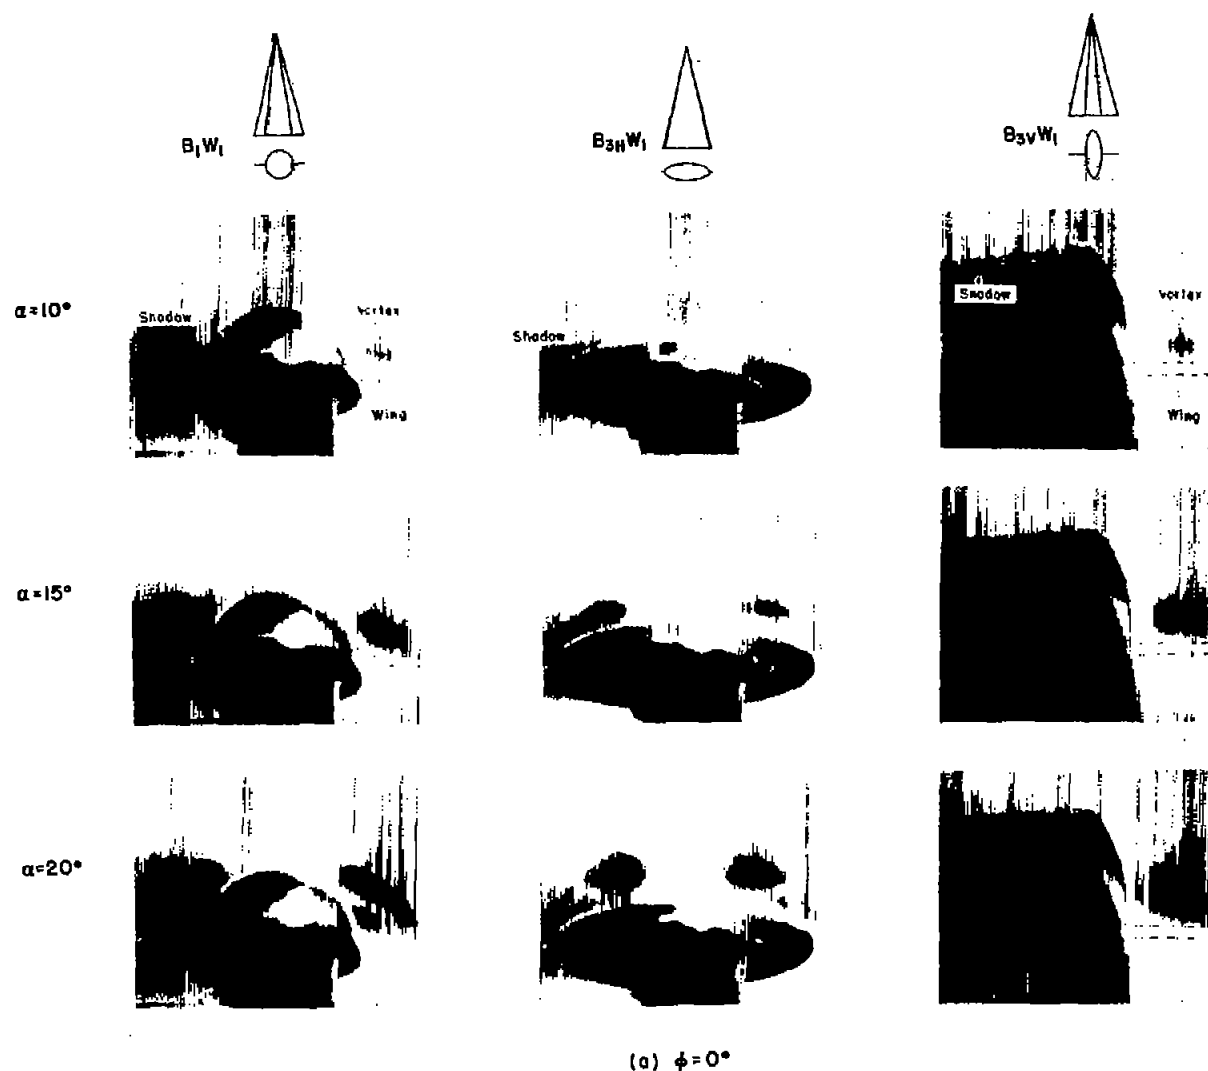 B₁W₁
B₃HW₁
B₃VW₁
α=10°
Shadow
Vortex
Wing
Shadow
Shadow
Vortex
Wing
α=15°
α=20°
(a) ϕ=0°